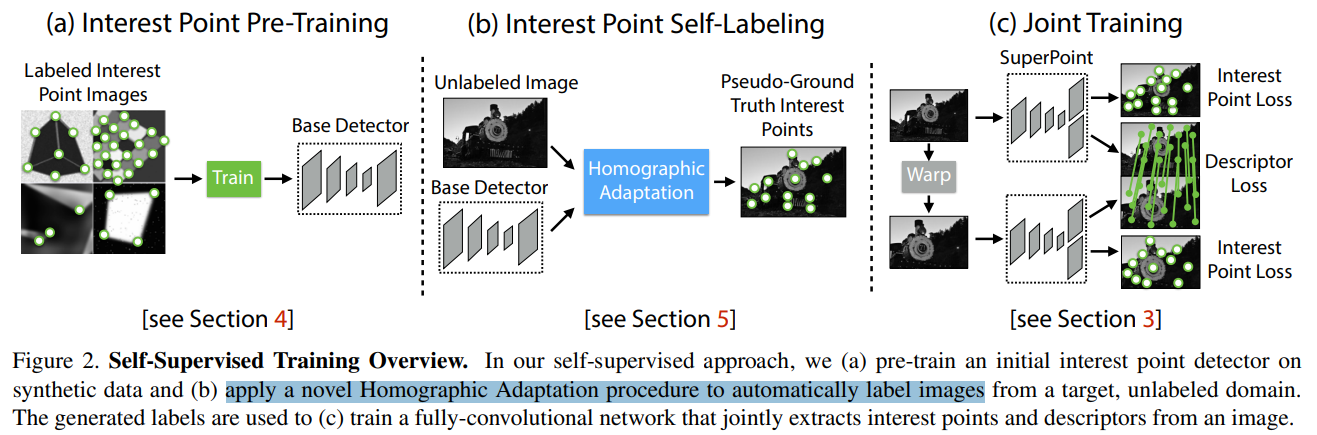 (a) Interest Point Pre-Training
Labeled Interest
Point Images
Train
Base Detector
[see Section 4]
(b) Interest Point Self-Labeling
Unlabeled Image
Base Detector
Homographic
Adaptation
Pseudo-Ground
Truth Interest
Points
[see Section 5]
(c) Joint Training
SuperPoint
Warp
Interest
Point Loss
Descriptor
Loss
Interest
Point Loss
[see Section 3]
Figure 2. Self-Supervised Training Overview. In our self-supervised approach, we (a) pre-train an initial interest point detector on
synthetic data and (b) apply a novel Homographic Adaptation procedure to automatically label images from a target, unlabeled domain.
The generated labels are used to (c) train a fully-convolutional network that jointly extracts interest points and descriptors from an image.